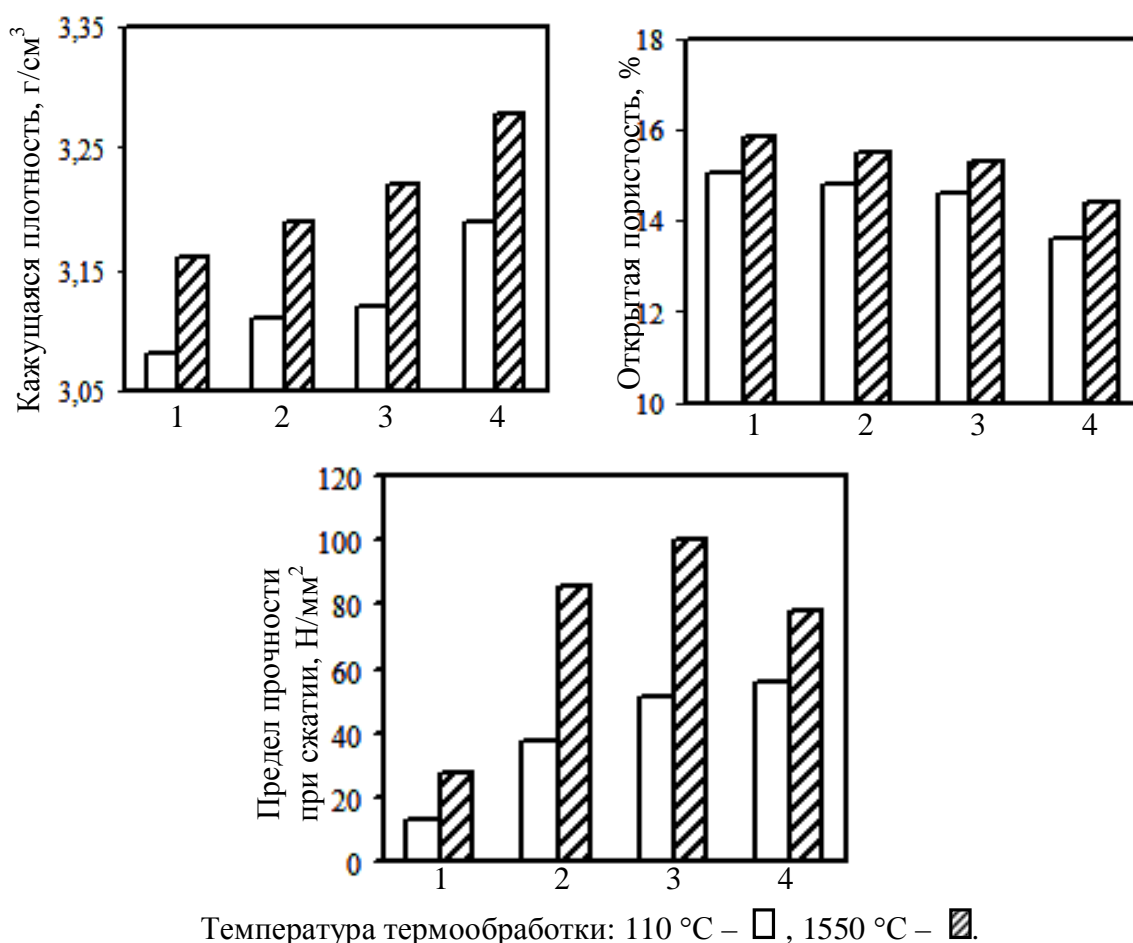 Кажущаяся плотность, г/см³
3,35
3,25
3,15
3,05
1 2 3 4
Открытая пористость, %
18
16
14
12
10
1 2 3 4
Предел прочности
при сжатии, Н/мм²
120
100
80
60
40
20
0
1 2 3 4
Температура термообработки: 110 °С – , 1550 °С – .